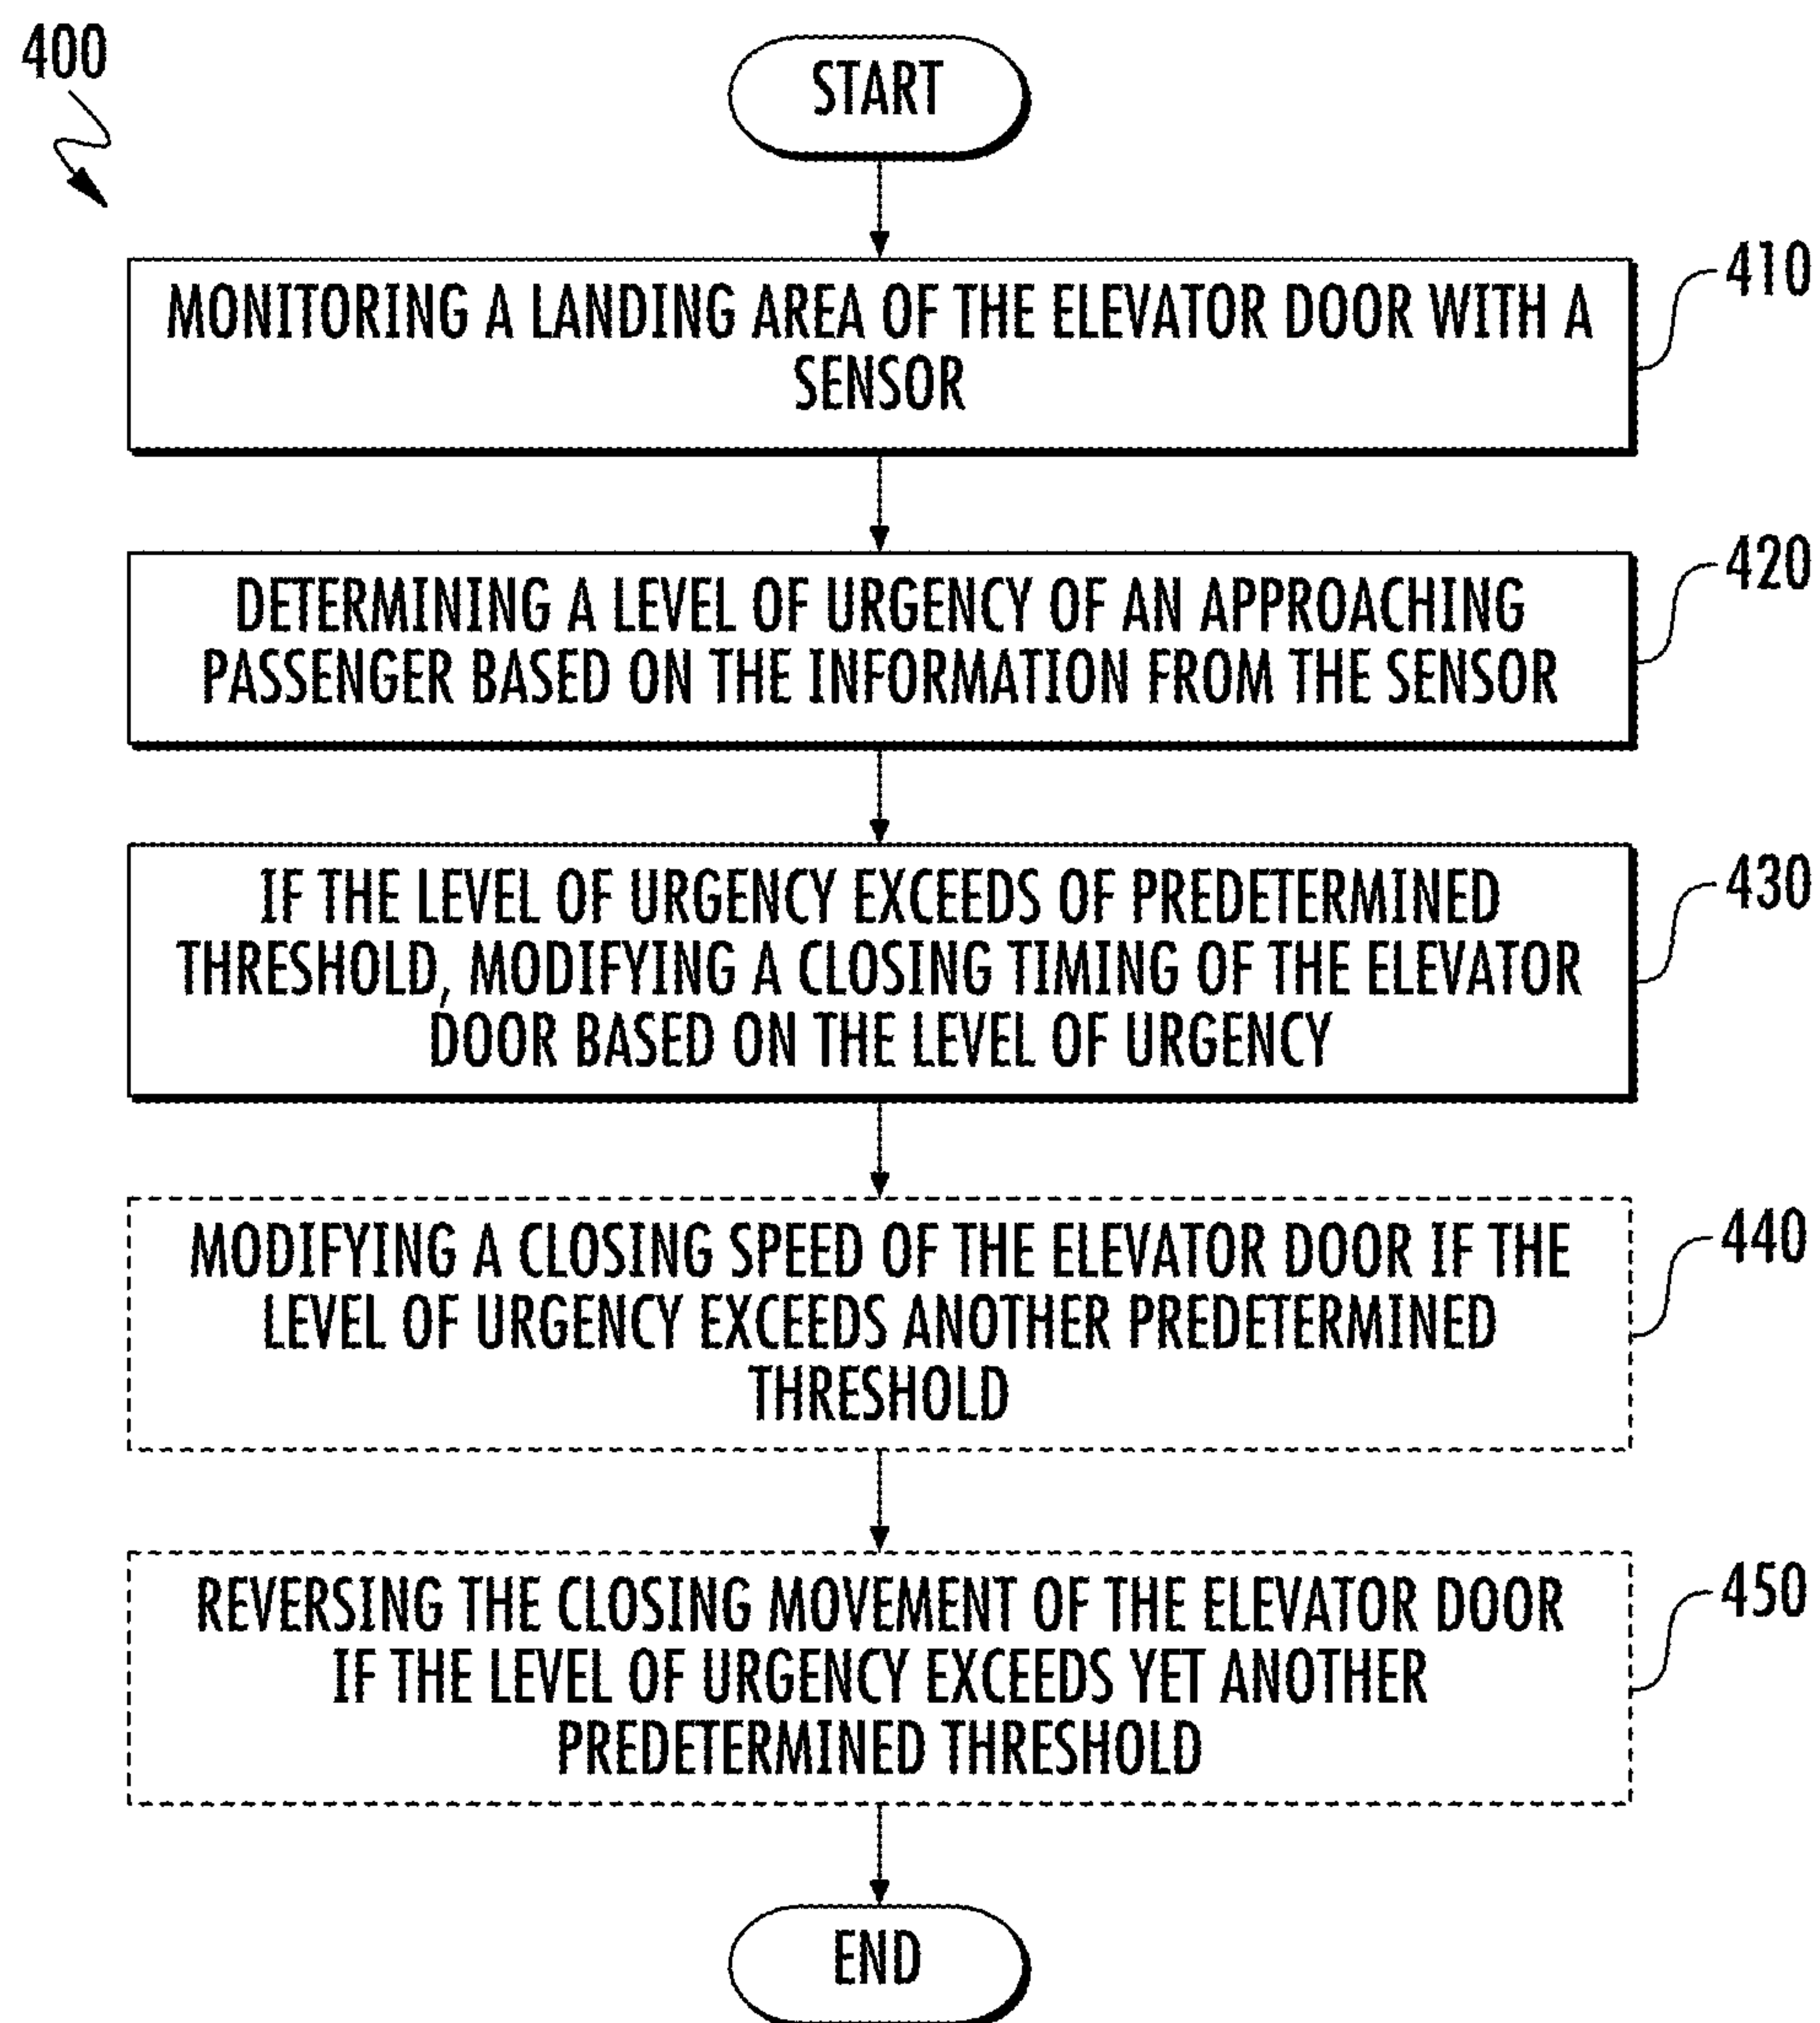 400
START
MONITORING A LANDING AREA OF THE ELEVATOR DOOR WITH A
SENSOR
410
DETERMINING A LEVEL OF URGENCY OF AN APPROACHING
PASSENGER BASED ON THE INFORMATION FROM THE SENSOR
420
IF THE LEVEL OF URGENCY EXCEEDS OF PREDETERMINED
THRESHOLD, MODIFYING A CLOSING TIMING OF THE ELEVATOR
DOOR BASED ON THE LEVEL OF URGENCY
430
MODIFYING A CLOSING SPEED OF THE ELEVATOR DOOR IF THE
LEVEL OF URGENCY EXCEEDS ANOTHER PREDETERMINED
THRESHOLD
440
REVERSING THE CLOSING MOVEMENT OF THE ELEVATOR DOOR
IF THE LEVEL OF URGENCY EXCEEDS YET ANOTHER
PREDETERMINED THRESHOLD
450
END